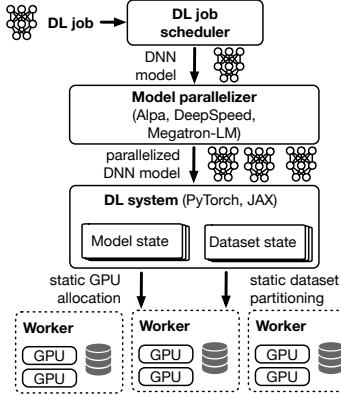 DL job
DL job
scheduler
DNN
model
Model parallelizer
(Alpa, DeepSpeed,
Megatron-LM)
parallelized
DNN model
DL system (PyTorch, JAX)
Model state
Dataset state
static GPU
allocation
static dataset
partitioning
Worker
GPU
GPU
Worker
GPU
GPU
Worker
GPU
GPU